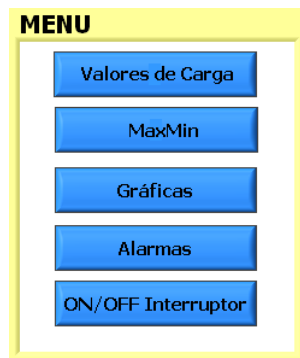 MENU
Valores de Carga
MaxMin
Gráficas
Alarmas
ON/OFF Interruptor